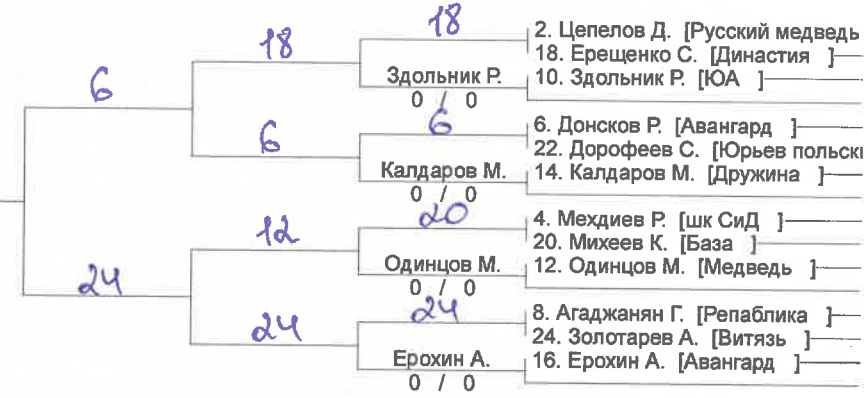 18
2. Цепелов Д. [Русский медведь
18
18. Ерещенко С. [Династия ]
6
Здольник Р.
10. Здольник Р. [ЮА ]
0 / 0
6
6
6. Донсков Р. [Авангард ]
22. Дорофеев С. [Юрьев польск
Калдаров М.
14. Калдаров М. [Дружина ]
0 / 0
20
4. Мехдиев Р. [шк СиД ]
12
20. Михеев К. [База ]
Одинцов М.
12. Одинцов М. [Медведь ]
24
0 / 0
24
24
8. Агаджанян Г. [Репаблика ]
24. Золотарев А. [Витязь ]
Ерохин А.
16. Ерохин А. [Авангард ]
0 / 0